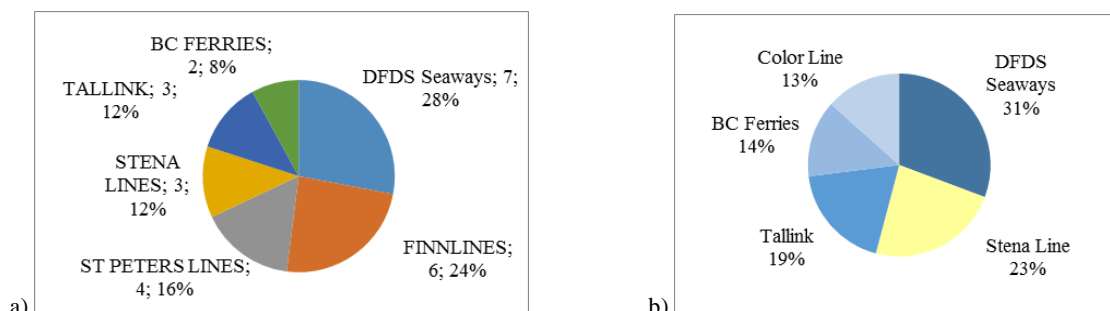 BC FERRIES;
2; 8%
DFDS Seaways; 7;
28%
TALLINK; 3;
12%
STENA
LINES; 3;
12%
ST PETERS LINES;
4; 16%
FINNLINES;
6; 24%
a)
Color Line
13%
DFDS
Seaways
31%
BC Ferries
14%
Tallink
19%
Stena Line
23%
b)